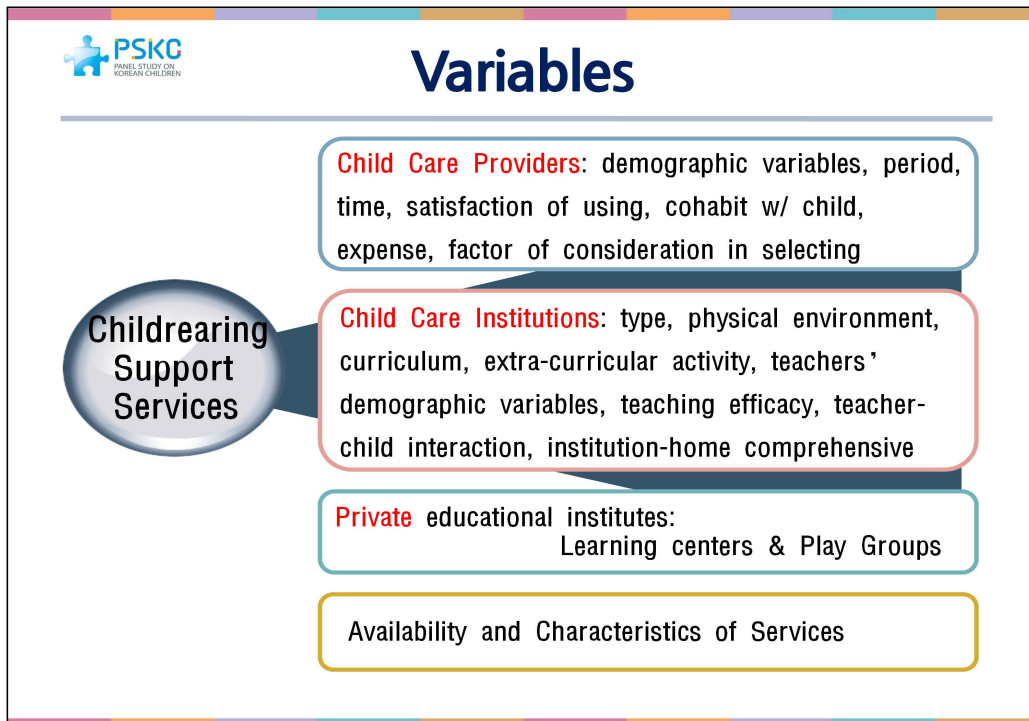 PSKC
PANEL STUDY ON
KOREAN CHILDREN
Variables
Child Care Providers: demographic variables, period,
time, satisfaction of using, cohabit w/ child,
expense, factor of consideration in selecting
Childrearing
Support
Services
Child Care Institutions: type, physical environment,
curriculum, extra-curricular activity, teachers’
demographic variables, teaching efficacy, teacher-
child interaction, institution-home comprehensive
Private educational institutes:
Learning centers & Play Groups
Availability and Characteristics of Services